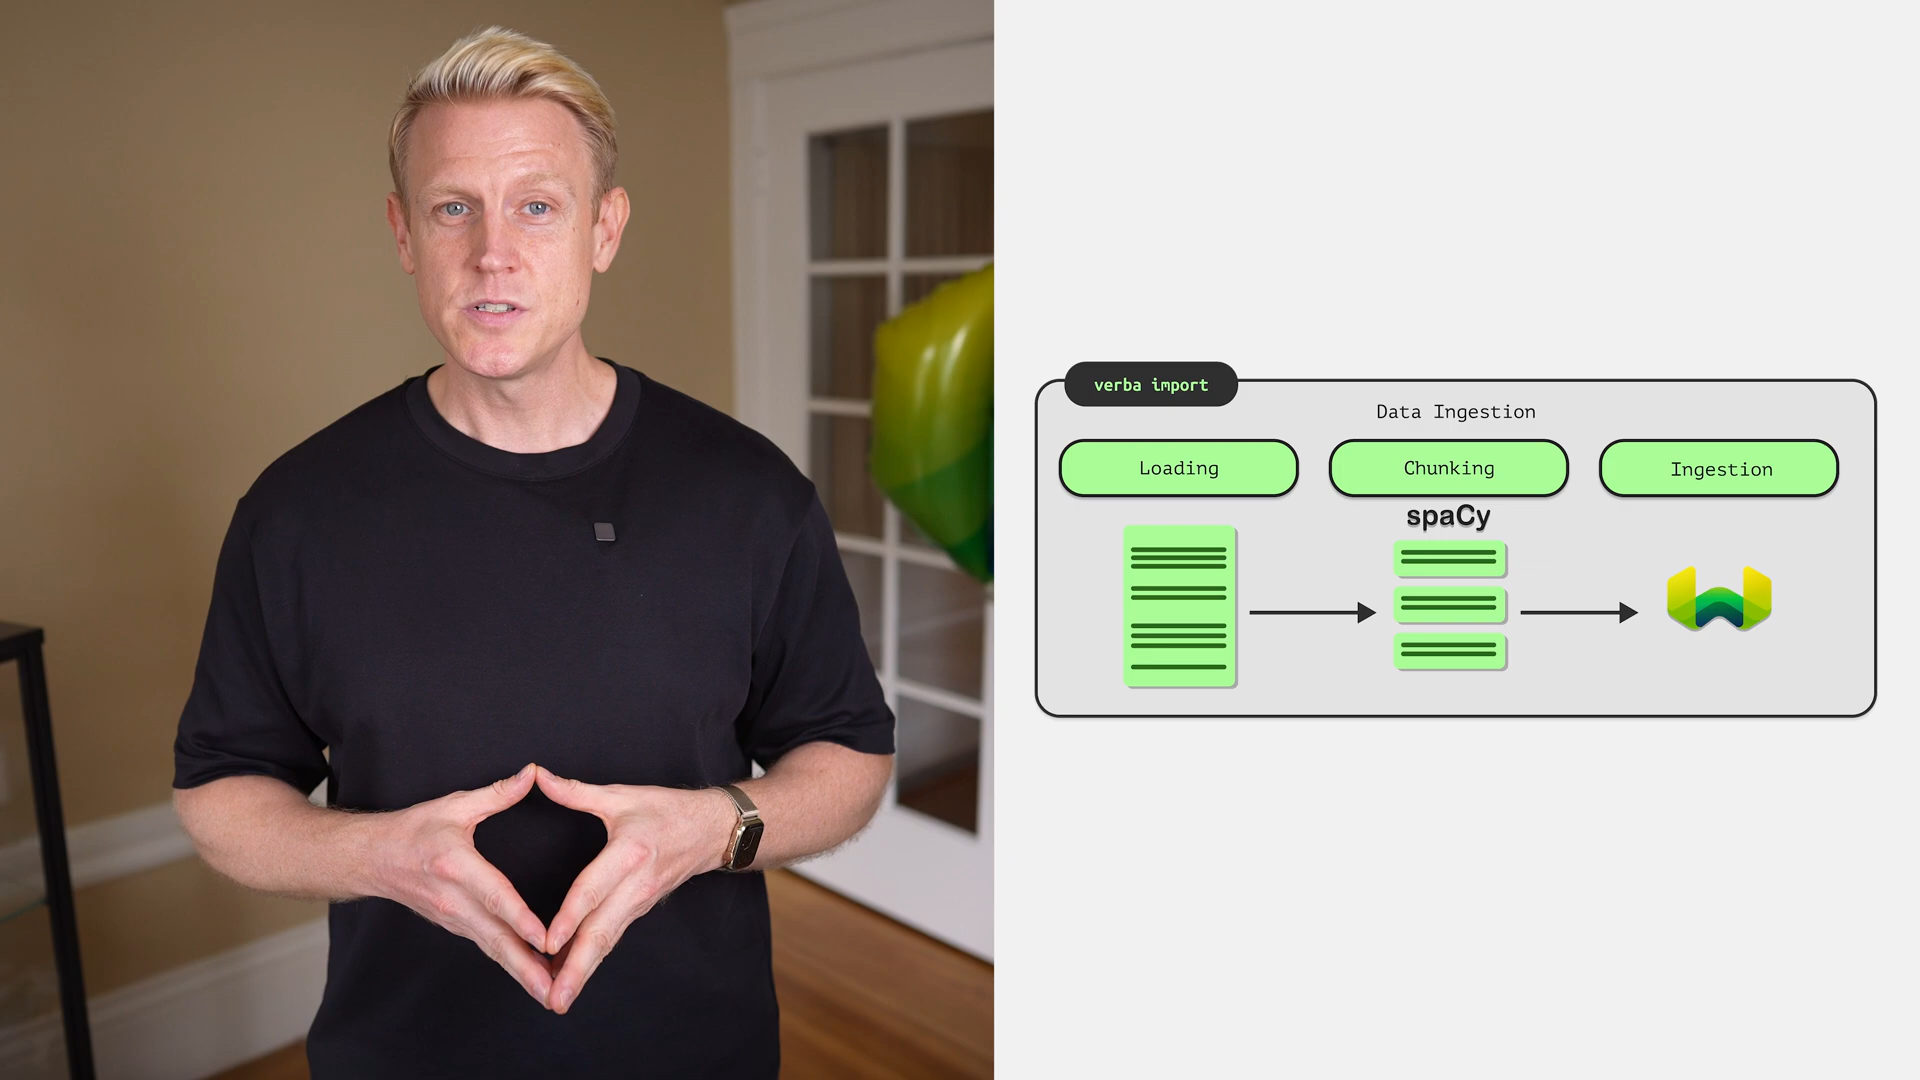 verba import
Data Ingestion
Loading
Chunking
Ingestion
spaCy